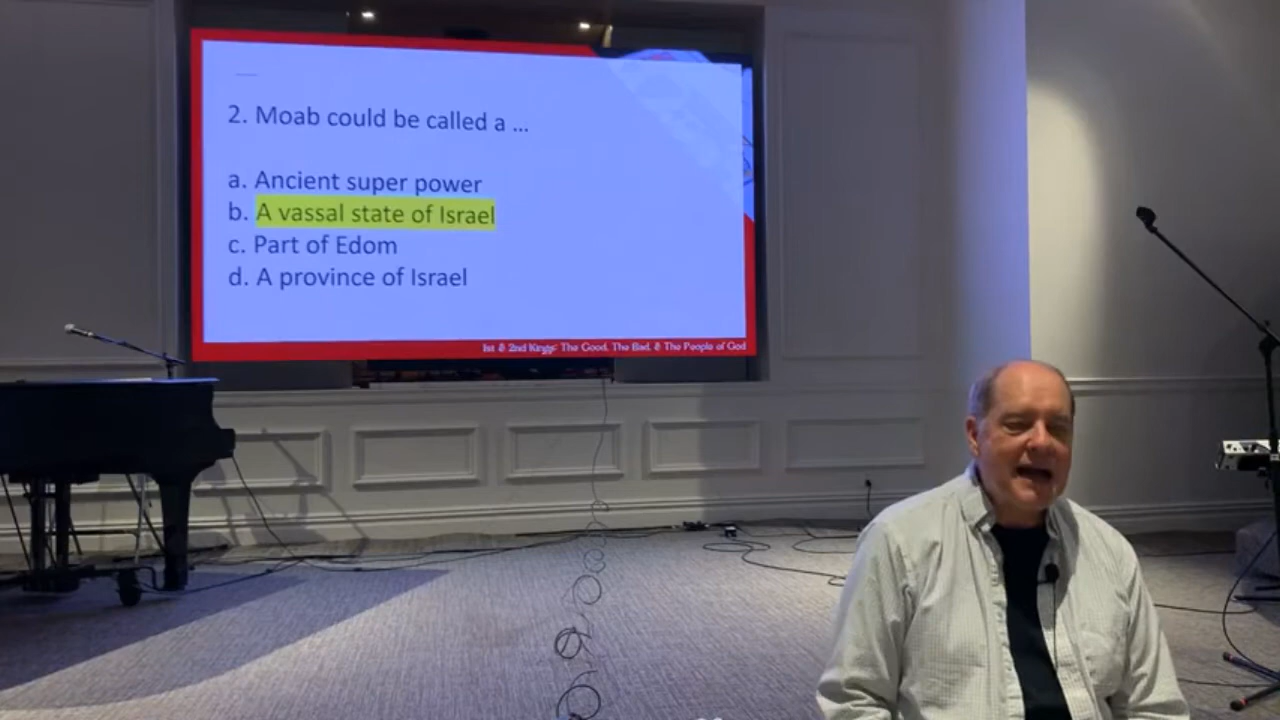 2. Moab could be called a ...
a. Ancient super power
b. A vassal state of Israel
c. Part of Edom
d. A province of Israel
1st & 2nd Kings: The Good, The Bad, & The People of God